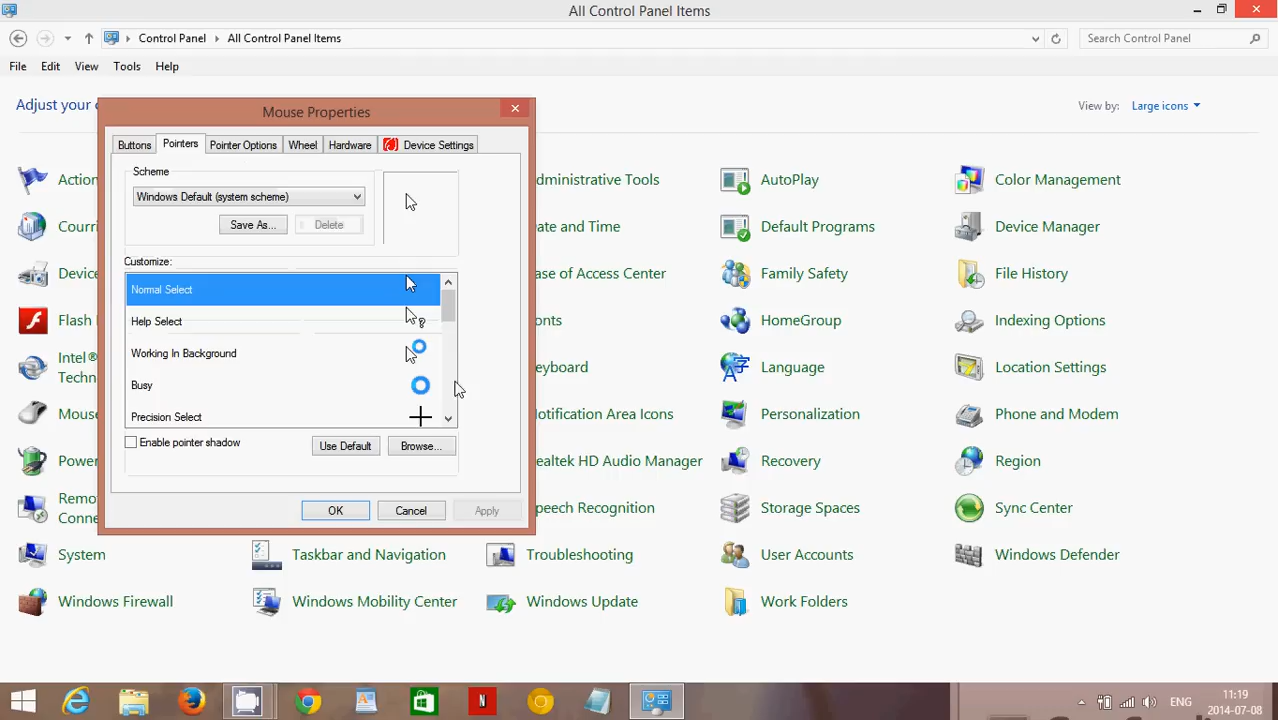 All Control Panel Items
Control Panel
All Control Panel Items
Search Control Panel
File
Edit
View
Tools
Help
Adjust your
View by:
Large icons
Mouse Properties
Buttons
Pointers
Pointer Options
Wheel
Hardware
Device Settings
Scheme
Windows Default (system scheme)
Save As...
Delete
Customize:
Normal Select
Help Select
Working In Background
Busy
Precision Select
Enable pointer shadow
Use Default
Browse...
OK
Cancel
Apply
Action
dministrative Tools
AutoPlay
Color Management
Courri
ate and Time
Default Programs
Device Manager
Device
ase of Access Center
Family Safety
File History
Flash
onts
HomeGroup
Indexing Options
Intel®
Techn
eyboard
Language
Location Settings
Mouse
otification Area Icons
Personalization
Phone and Modem
Power
ealtek HD Audio Manager
Recovery
Region
Remo
Conne
peech Recognition
Storage Spaces
Sync Center
System
Taskbar and Navigation
Troubleshooting
User Accounts
Windows Defender
Windows Firewall
Windows Mobility Center
Windows Update
Work Folders
N
ENG
11:19
2014-07-08